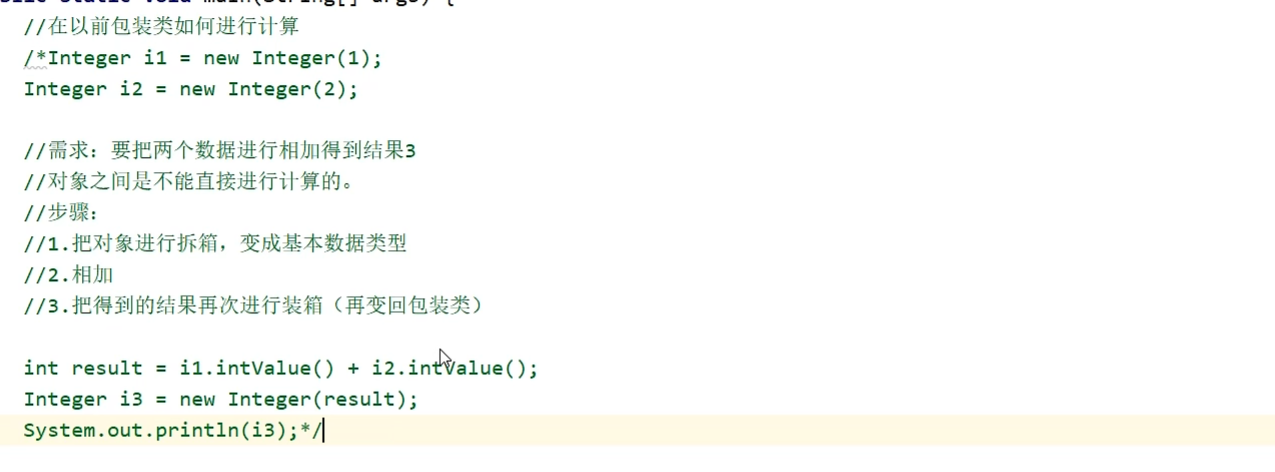 static void main(String[] args) {
//在以前包装类如何进行计算
/*Integer i1 = new Integer(1);
Integer i2 = new Integer(2);
//需求：要把两个数据进行相加得到结果3
//对象之间是不能直接进行计算的。
//步骤：
//1.把对象进行拆箱，变成基本数据类型
//2.相加
//3.把得到的结果再次进行装箱（再变回包装类）
int result = i1.intValue() + i2.intValue();
Integer i3 = new Integer(result);
System.out.println(i3);*/